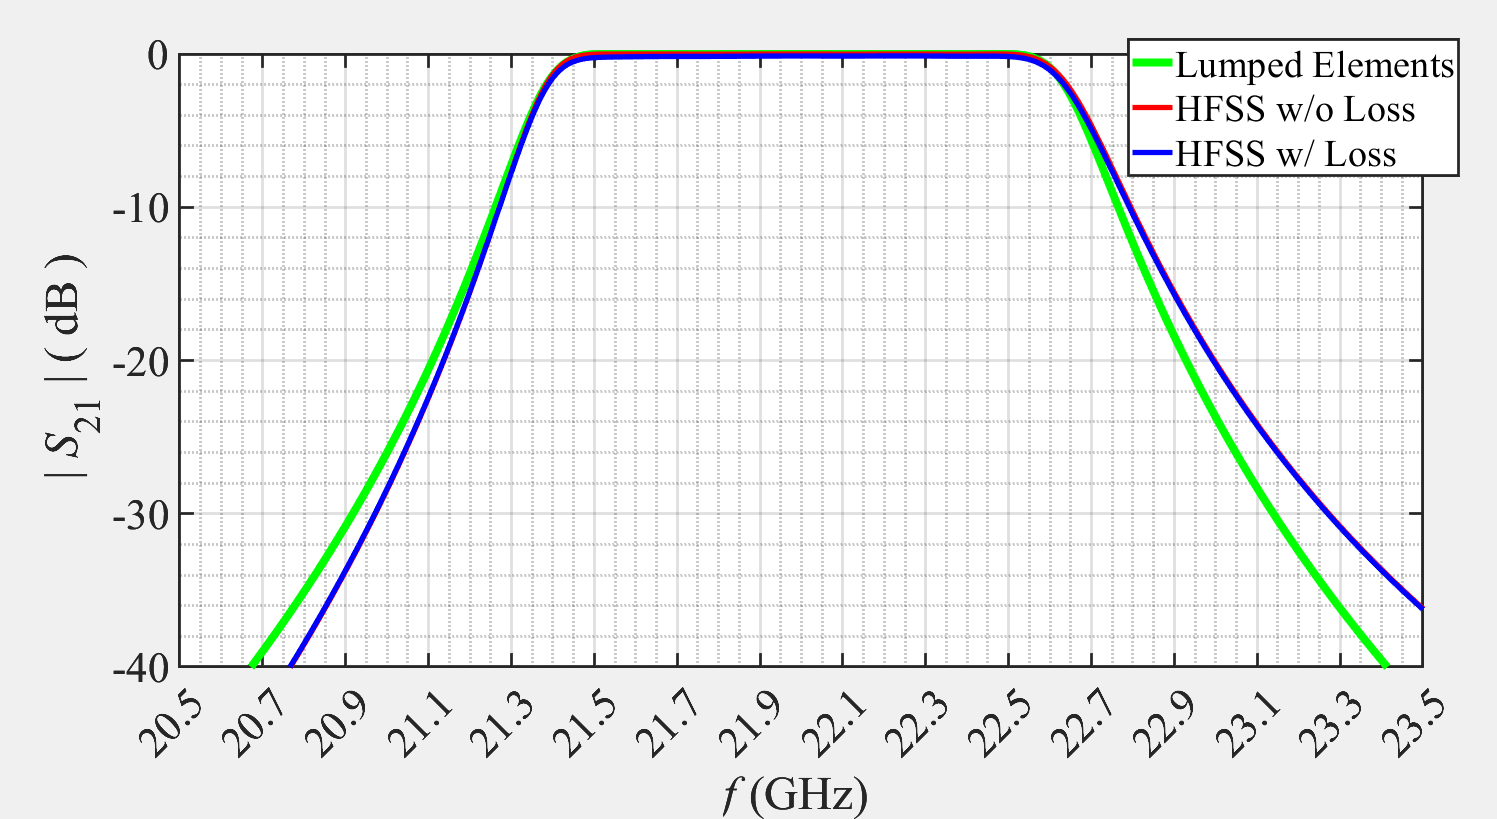 Lumped Elements
HFSS w/o Loss
HFSS w/ Loss
0
-10
-20
-30
-40
| S21 | ( dB )
20.5 20.7 20.9 21.1 21.3 21.5 21.7 21.9 22.1 22.3 22.5 22.7 22.9 23.1 23.3 23.5
f (GHz)